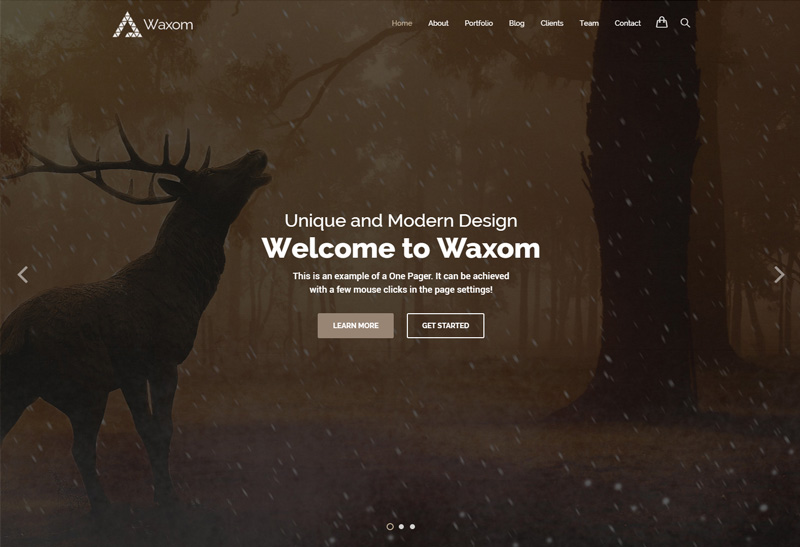 Waxom
Home About Portfolio Blog Clients Team Contact
Unique and Modern Design
Welcome to Waxom
This is an example of a One Pager. It can be achieved
with a few mouse clicks in the page settings!
LEARN MORE GET STARTED